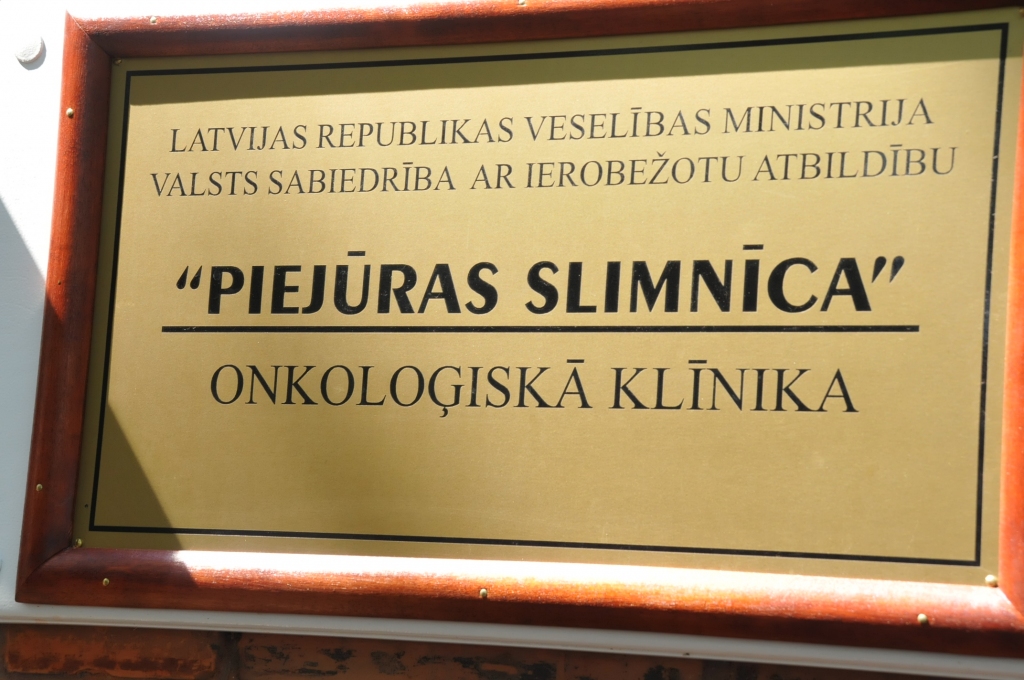 LATVIJAS REPUBLIKAS VESELĪBAS MINISTRIJA
VALSTS SABIEDRĪBA AR IEROBEŽOTU ATBILDĪBU
“PIEJŪRAS SLIMNĪCA”
ONKOLOĢISKĀ KLĪNIKA